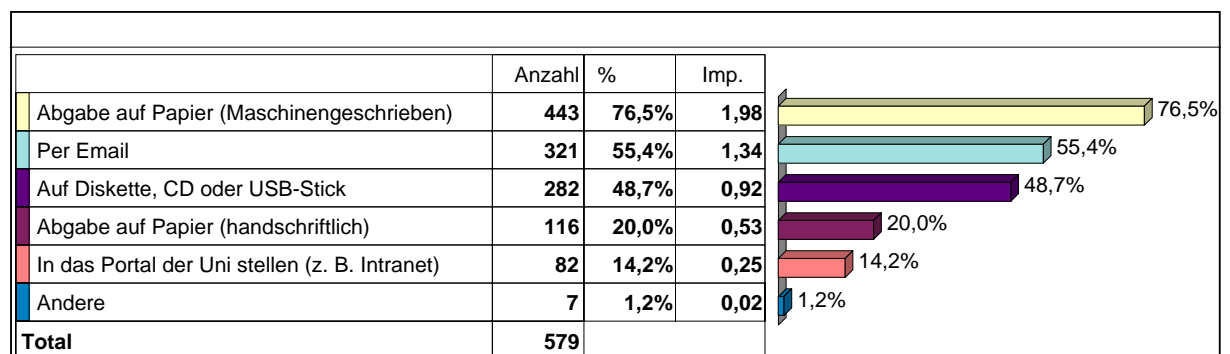 Anzahl % Imp.
Abgabe auf Papier (Maschinengeschrieben) 443 76,5% 1,98 76,5%
Per Email 321 55,4% 1,34 55,4%
Auf Diskette, CD oder USB-Stick 282 48,7% 0,92 48,7%
Abgabe auf Papier (handschriftlich) 116 20,0% 0,53 20,0%
In das Portal der Uni stellen (z. B. Intranet) 82 14,2% 0,25 14,2%
Andere 7 1,2% 0,02 1,2%
Total 579